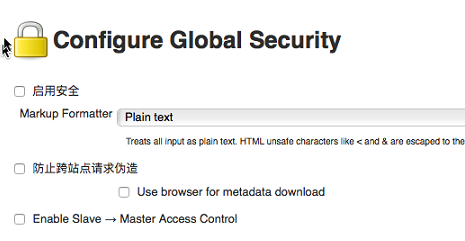 Configure Global Security
启用安全
Markup Formatter Plain text
Treats all input as plain text. HTML unsafe characters like < and & are escaped to the
防止跨站点请求伪造
Use browser for metadata download
Enable Slave → Master Access Control